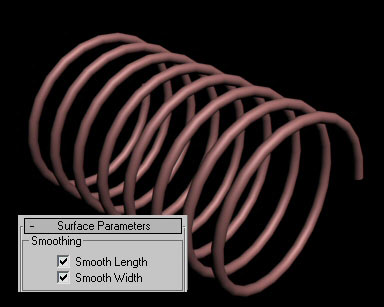 - Surface Parameters
Smoothing
Smooth Length
Smooth Width